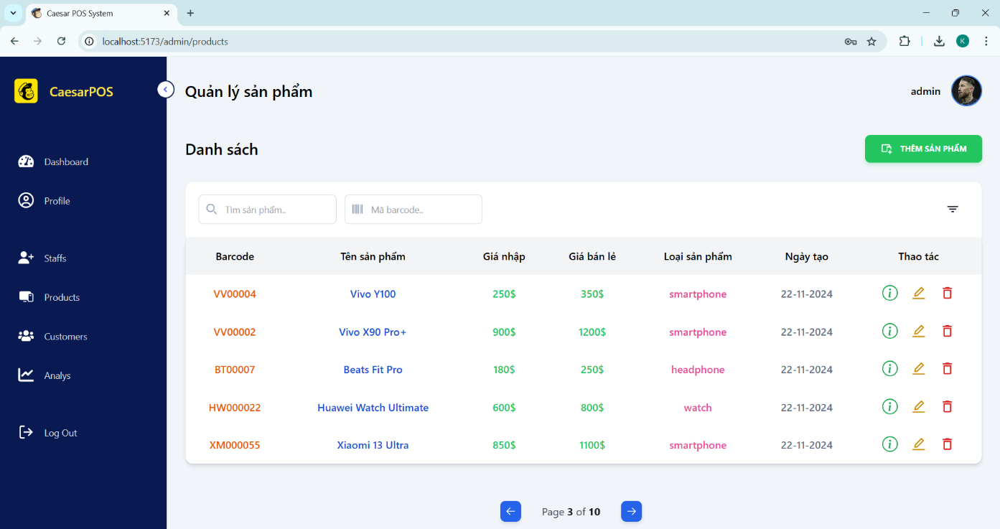 Caesar POS System
localhost:5173/admin/products
K
CaesarPOS
Quản lý sản phẩm
admin
Dashboard
Profile
Staffs
Products
Customers
Analys
Log Out
Danh sách
THÊM SẢN PHẨM
Tìm sản phẩm..
Mã barcode..
Barcode Tên sản phẩm Giá nhập Giá bán lẻ Loại sản phẩm Ngày tạo Thao tác
VV00004 Vivo Y100 250$ 350$ smartphone 22-11-2024
VV00002 Vivo X90 Pro+ 900$ 1200$ smartphone 22-11-2024
BT00007 Beats Fit Pro 180$ 250$ headphone 22-11-2024
HW000022 Huawei Watch Ultimate 600$ 800$ watch 22-11-2024
XM000055 Xiaomi 13 Ultra 850$ 1100$ smartphone 22-11-2024
Page 3 of 10